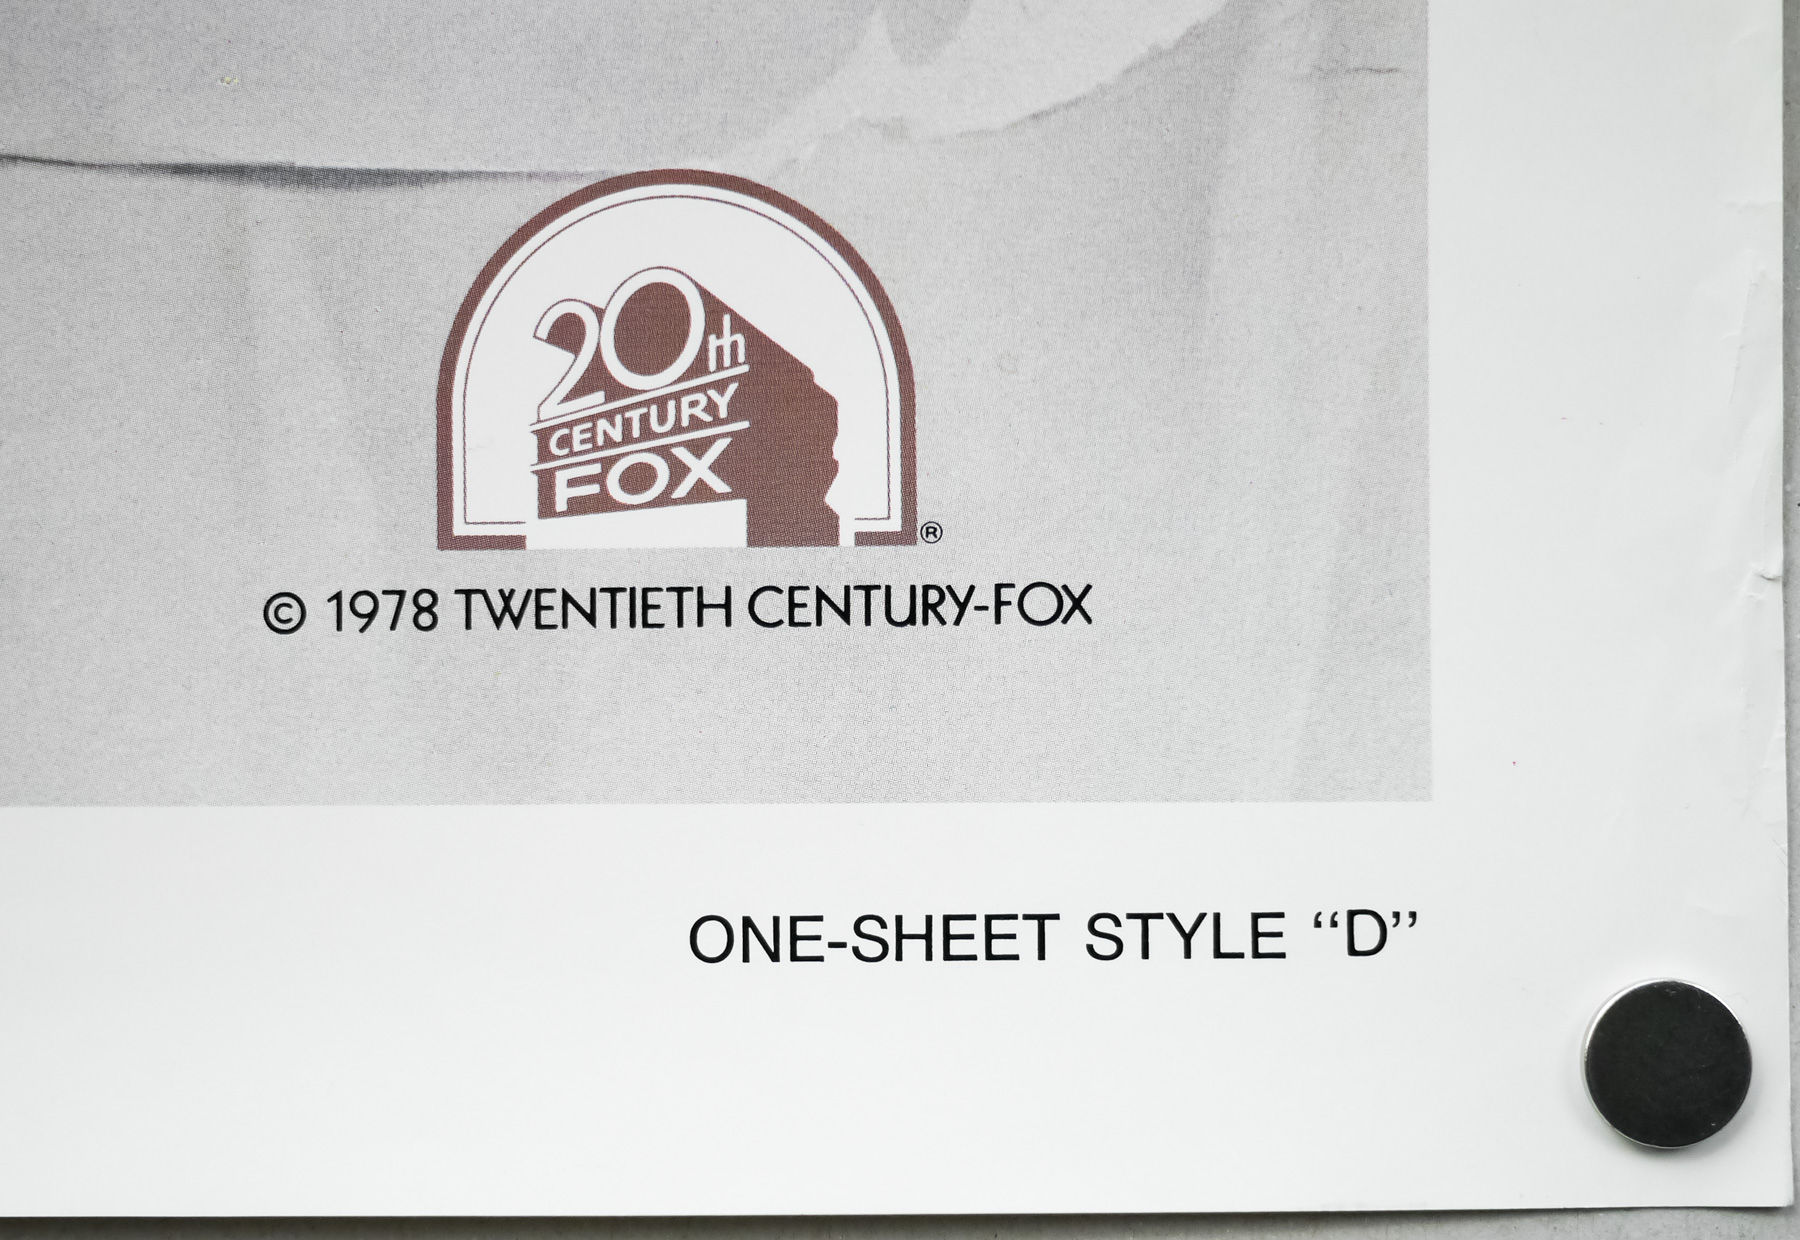 20th
CENTURY
FOX
®
© 1978 TWENTIETH CENTURY-FOX
ONE-SHEET STYLE “D”